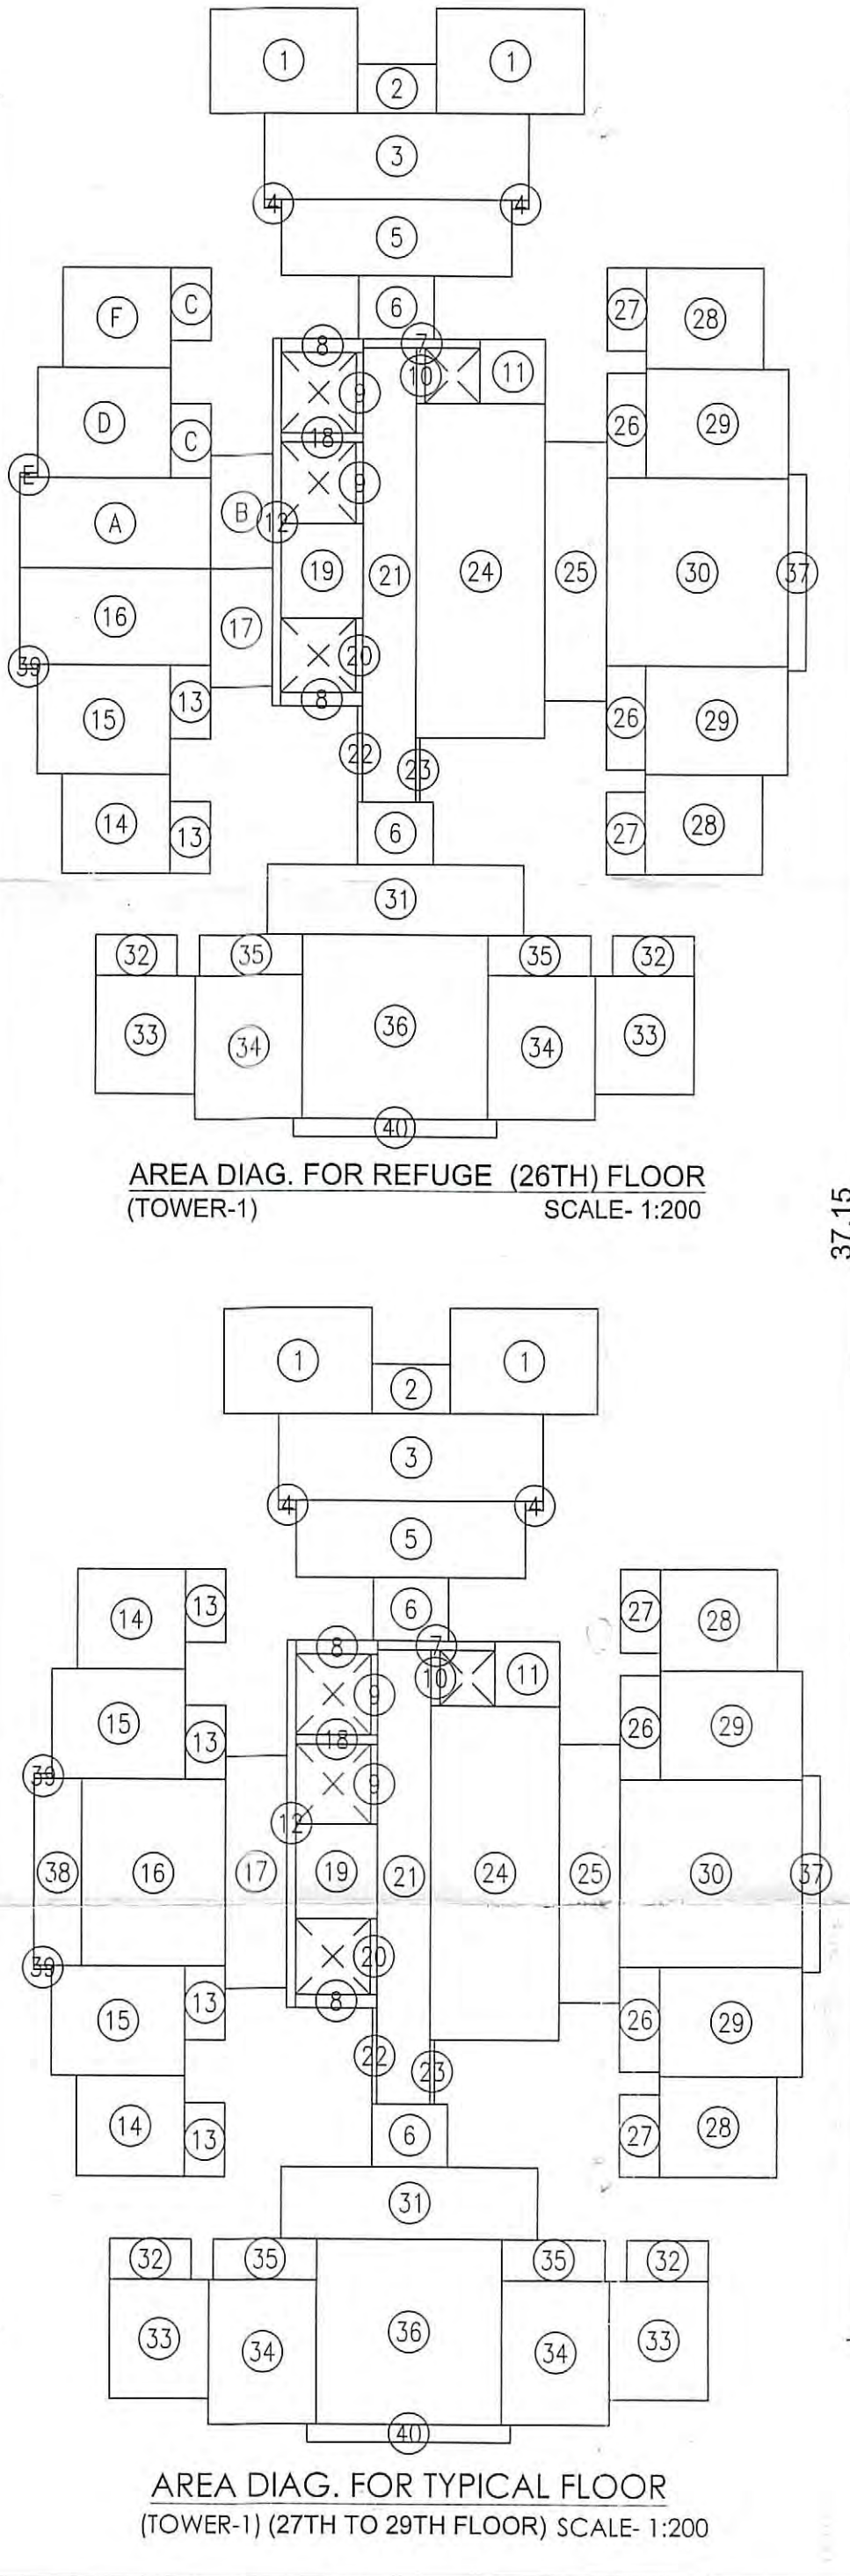 1 1
2
3
4 4
5
F C 6 27 28
8 7
9 10 11
D C 18 26 29
E 9
A B 12
19 21 24 25 30 37
16 17
39 20
15 13 8 26 29
22 23
14 13 6 27 28
31
32 35 35 32
33 34 36 34 33
40
AREA DIAG. FOR REFUGE (26TH) FLOOR
(TOWER-1) SCALE- 1:200
37.15
1 1
2
3
4 4
5
14 13 6 27 28
8 7
9 10 11
15 13 18 26 29
39 9
12
38 16 17 19 21 24 25 30 37
39 20
15 13 8 26 29
22 23
14 13 6 27 28
31
32 35 35 32
33 34 36 34 33
40
AREA DIAG. FOR TYPICAL FLOOR
(TOWER-1) (27TH TO 29TH FLOOR) SCALE- 1:200